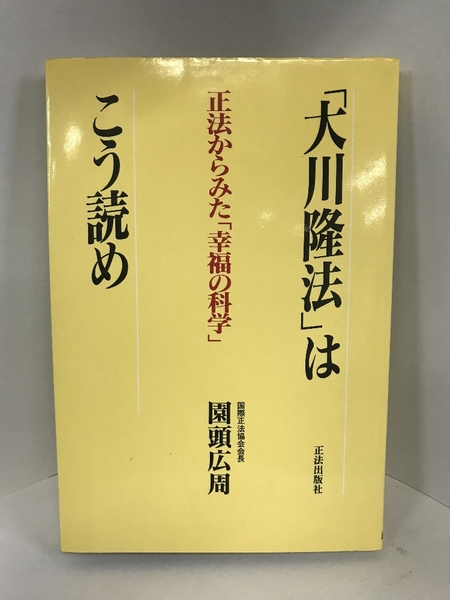 「大川隆法」は
こう読め
正法からみた「幸福の科学」
国際正法協会会長
園頭広周
正法出版社